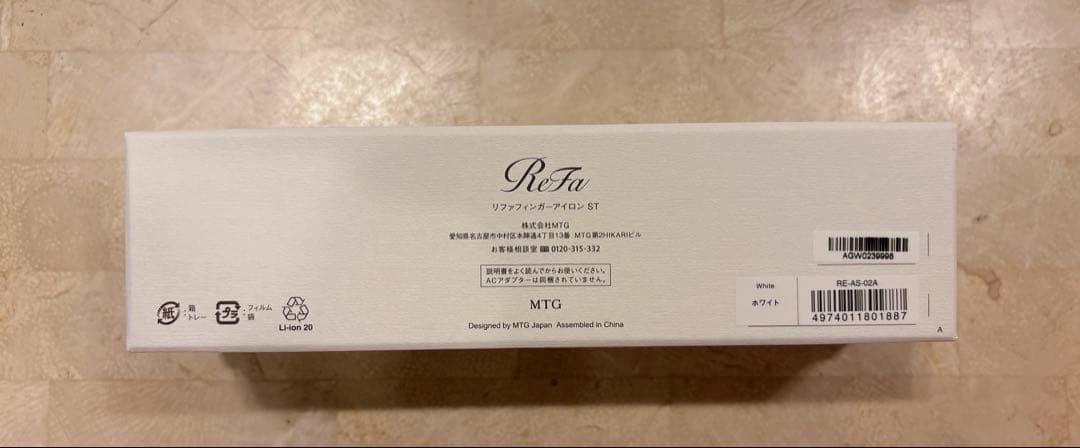 ReFa
リファフィンガーアイロン ST
株式会社MTG
愛知県名古屋市中村区本陣通4丁目13番 MTG第2HIKARIビル
お客様相談室 0120-315-332
説明書をよく読んでからお使いください。
ACアダプターは同梱されていません。
MTG
Designed by MTG Japan Assembled in China
紙 :箱 トレー
プラ :フィルム 袋
Li-ion 20
AGW0239998
White
ホワイト
RE-AS-02A
4974011801887
A